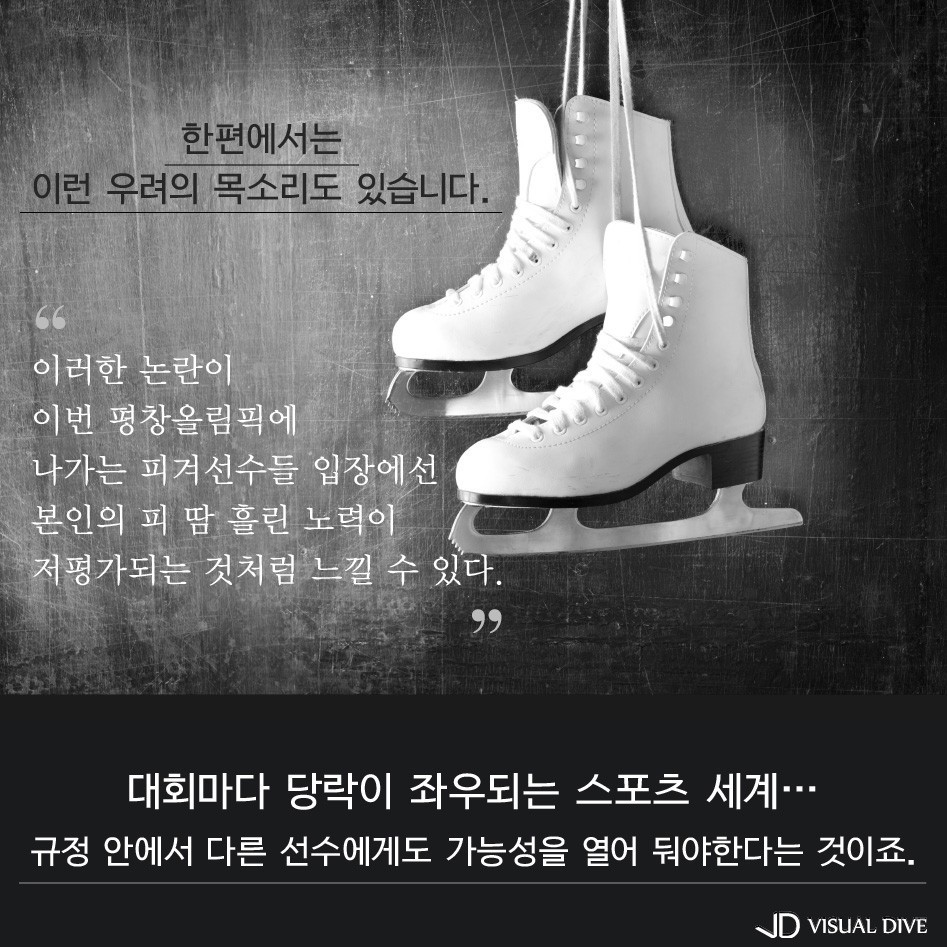 한편에서는
이런 우려의 목소리도 있습니다.
“
이러한 논란이
이번 평창올림픽에
나가는 피겨선수들 입장에선
본인의 피 땀 흘린 노력이
저평가되는 것처럼 느낄 수 있다.
”
대회마다 당락이 좌우되는 스포츠 세계…
규정 안에서 다른 선수에게도 가능성을 열어 둬야한다는 것이죠.
VD VISUAL DIVE